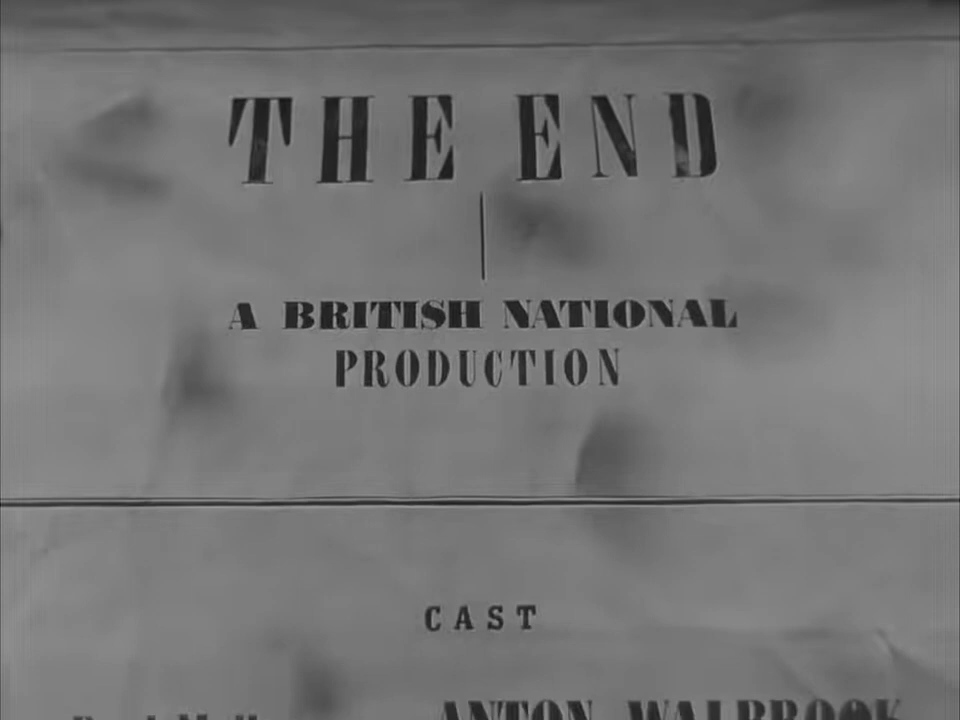 THE END
A BRITISH NATIONAL
PRODUCTION
CAST
ANTON WALBROOK